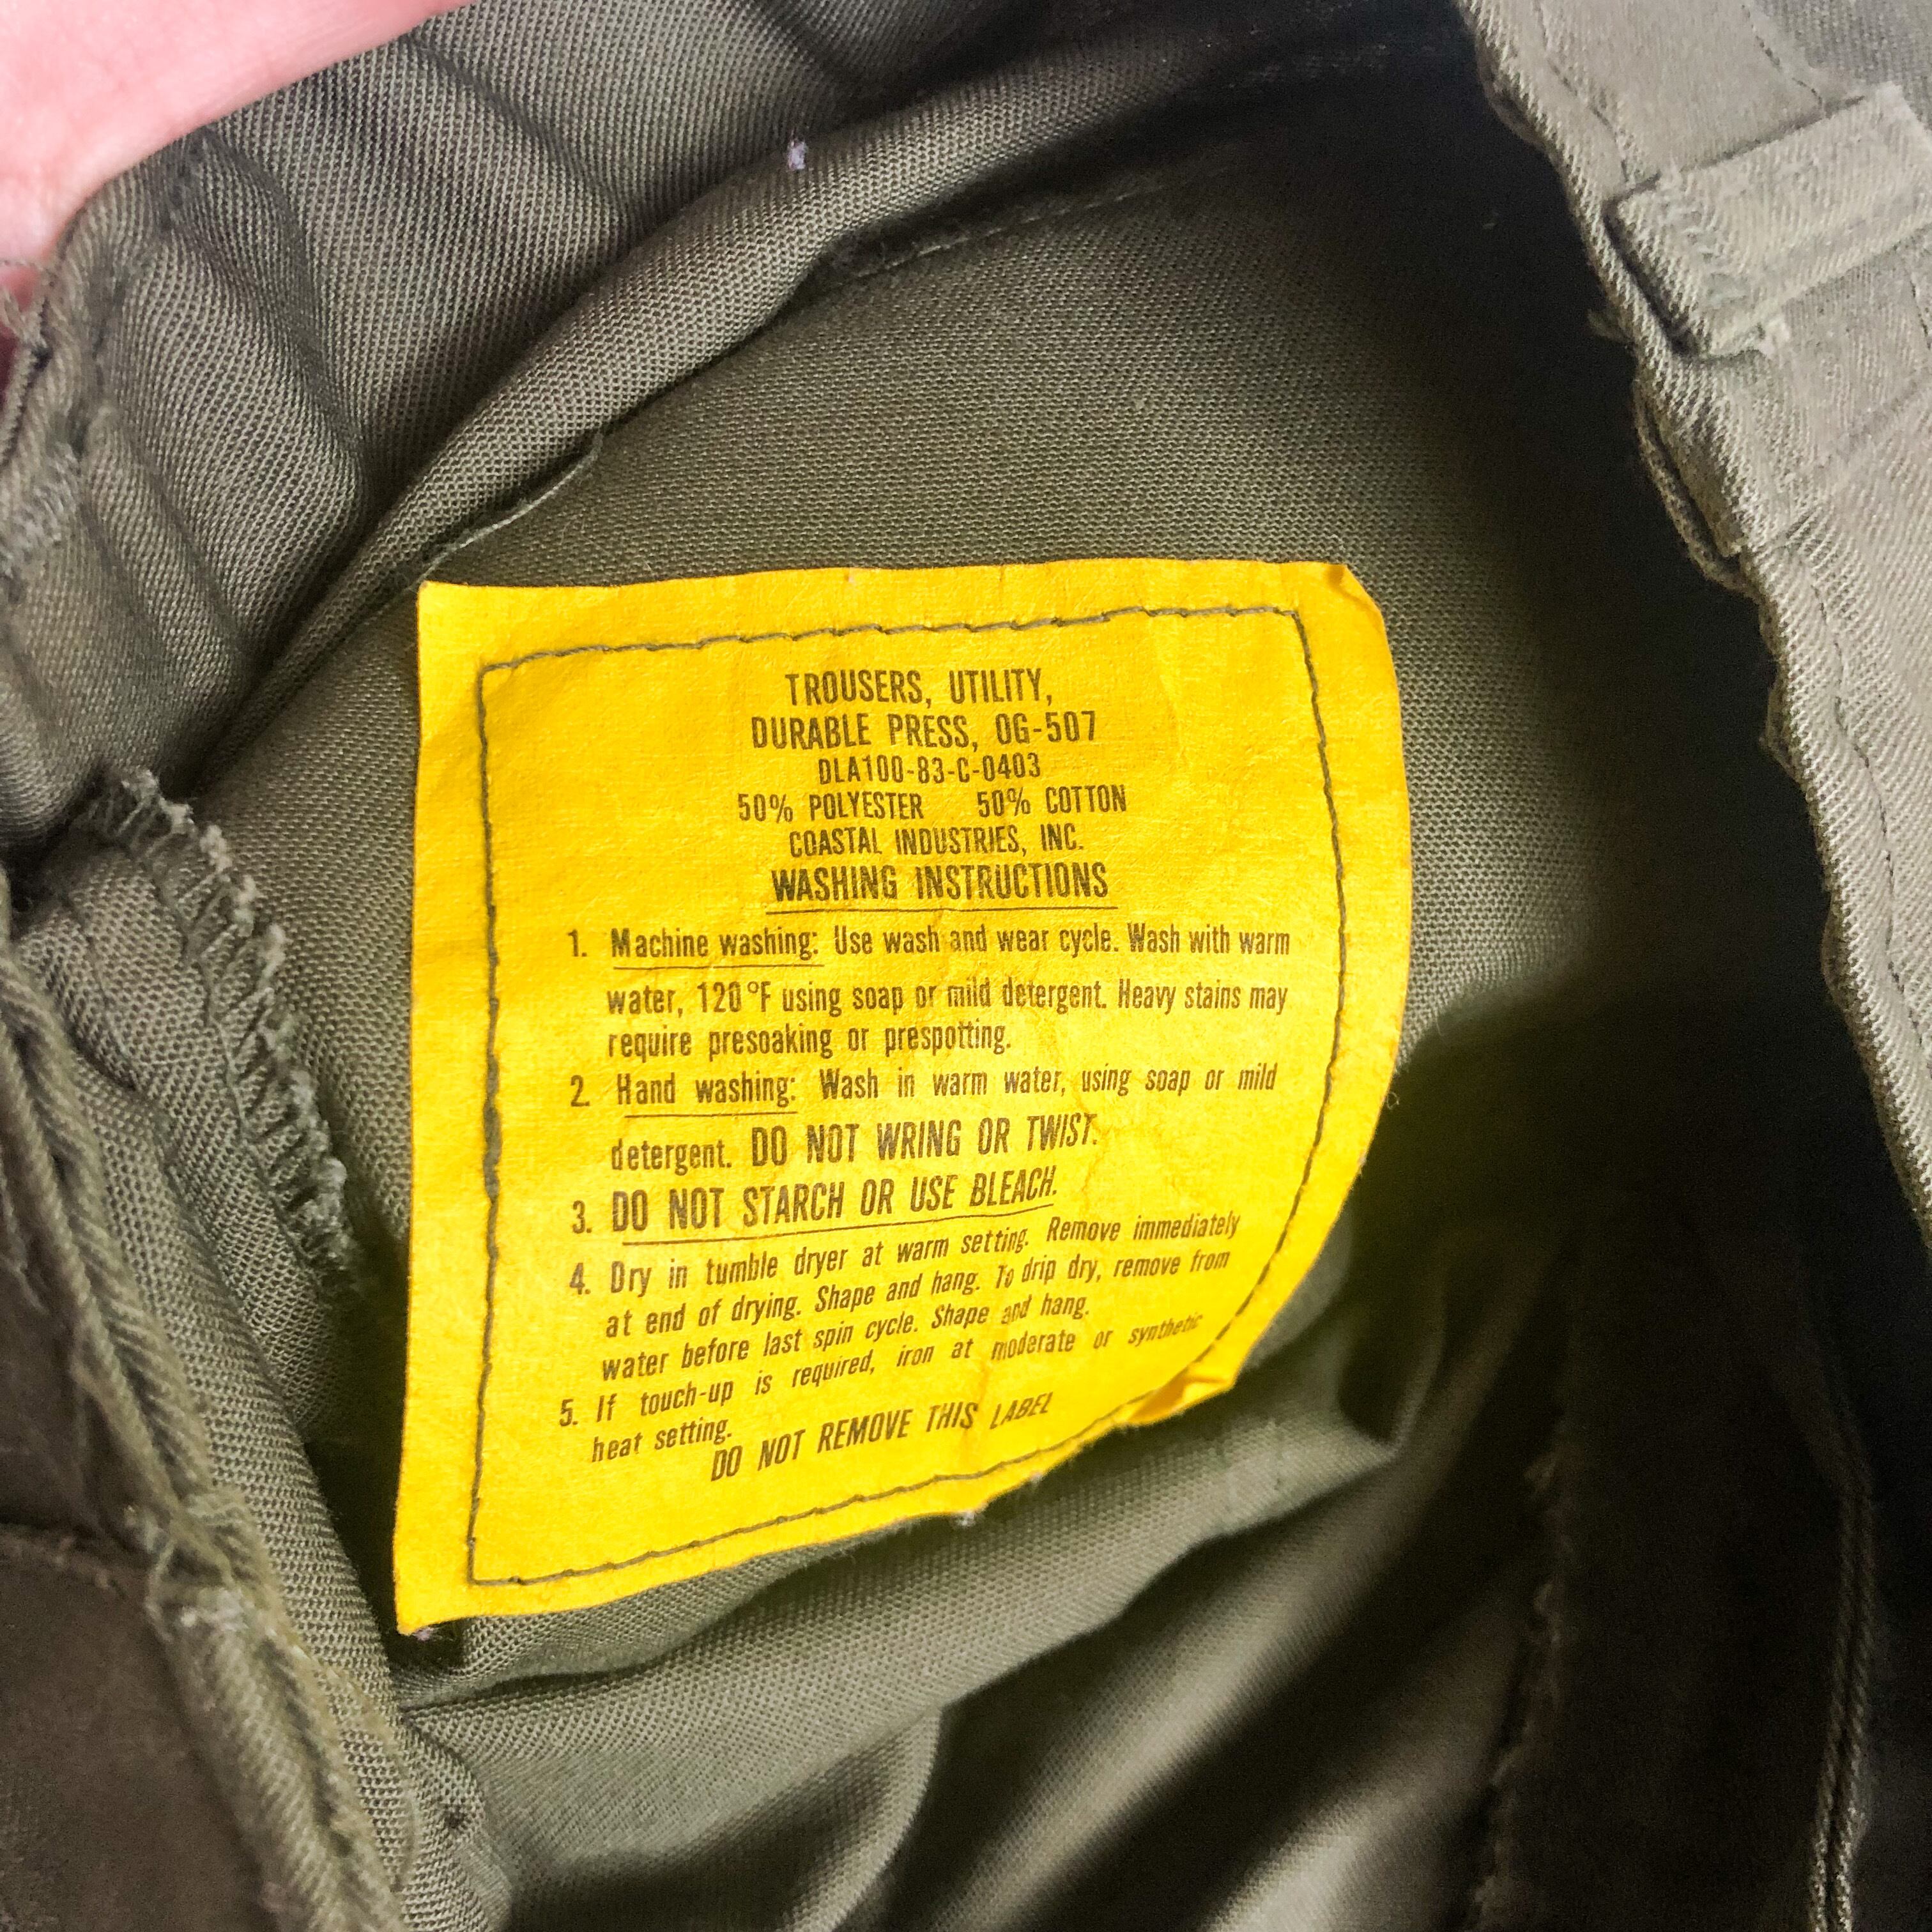 TROUSERS, UTILITY,
DURABLE PRESS, OG-507
DLA100-83-C-0403
50% POLYESTER 50% COTTON
COASTAL INDUSTRIES, INC.
WASHING INSTRUCTIONS
1. Machine washing: Use wash and wear cycle. Wash with warm
water, 120°F using soap or mild detergent. Heavy stains may
require presoaking or prespotting.
2. Hand washing: Wash in warm water, using soap or mild
detergent. DO NOT WRING OR TWIST.
3. DO NOT STARCH OR USE BLEACH.
4. Dry in tumble dryer at warm setting. Remove immediately
at end of drying. Shape and hang. To drip dry, remove from
water before last spin cycle. Shape and hang.
5. If touch-up is required, iron at moderate or synthetic
heat setting.
DO NOT REMOVE THIS LABEL